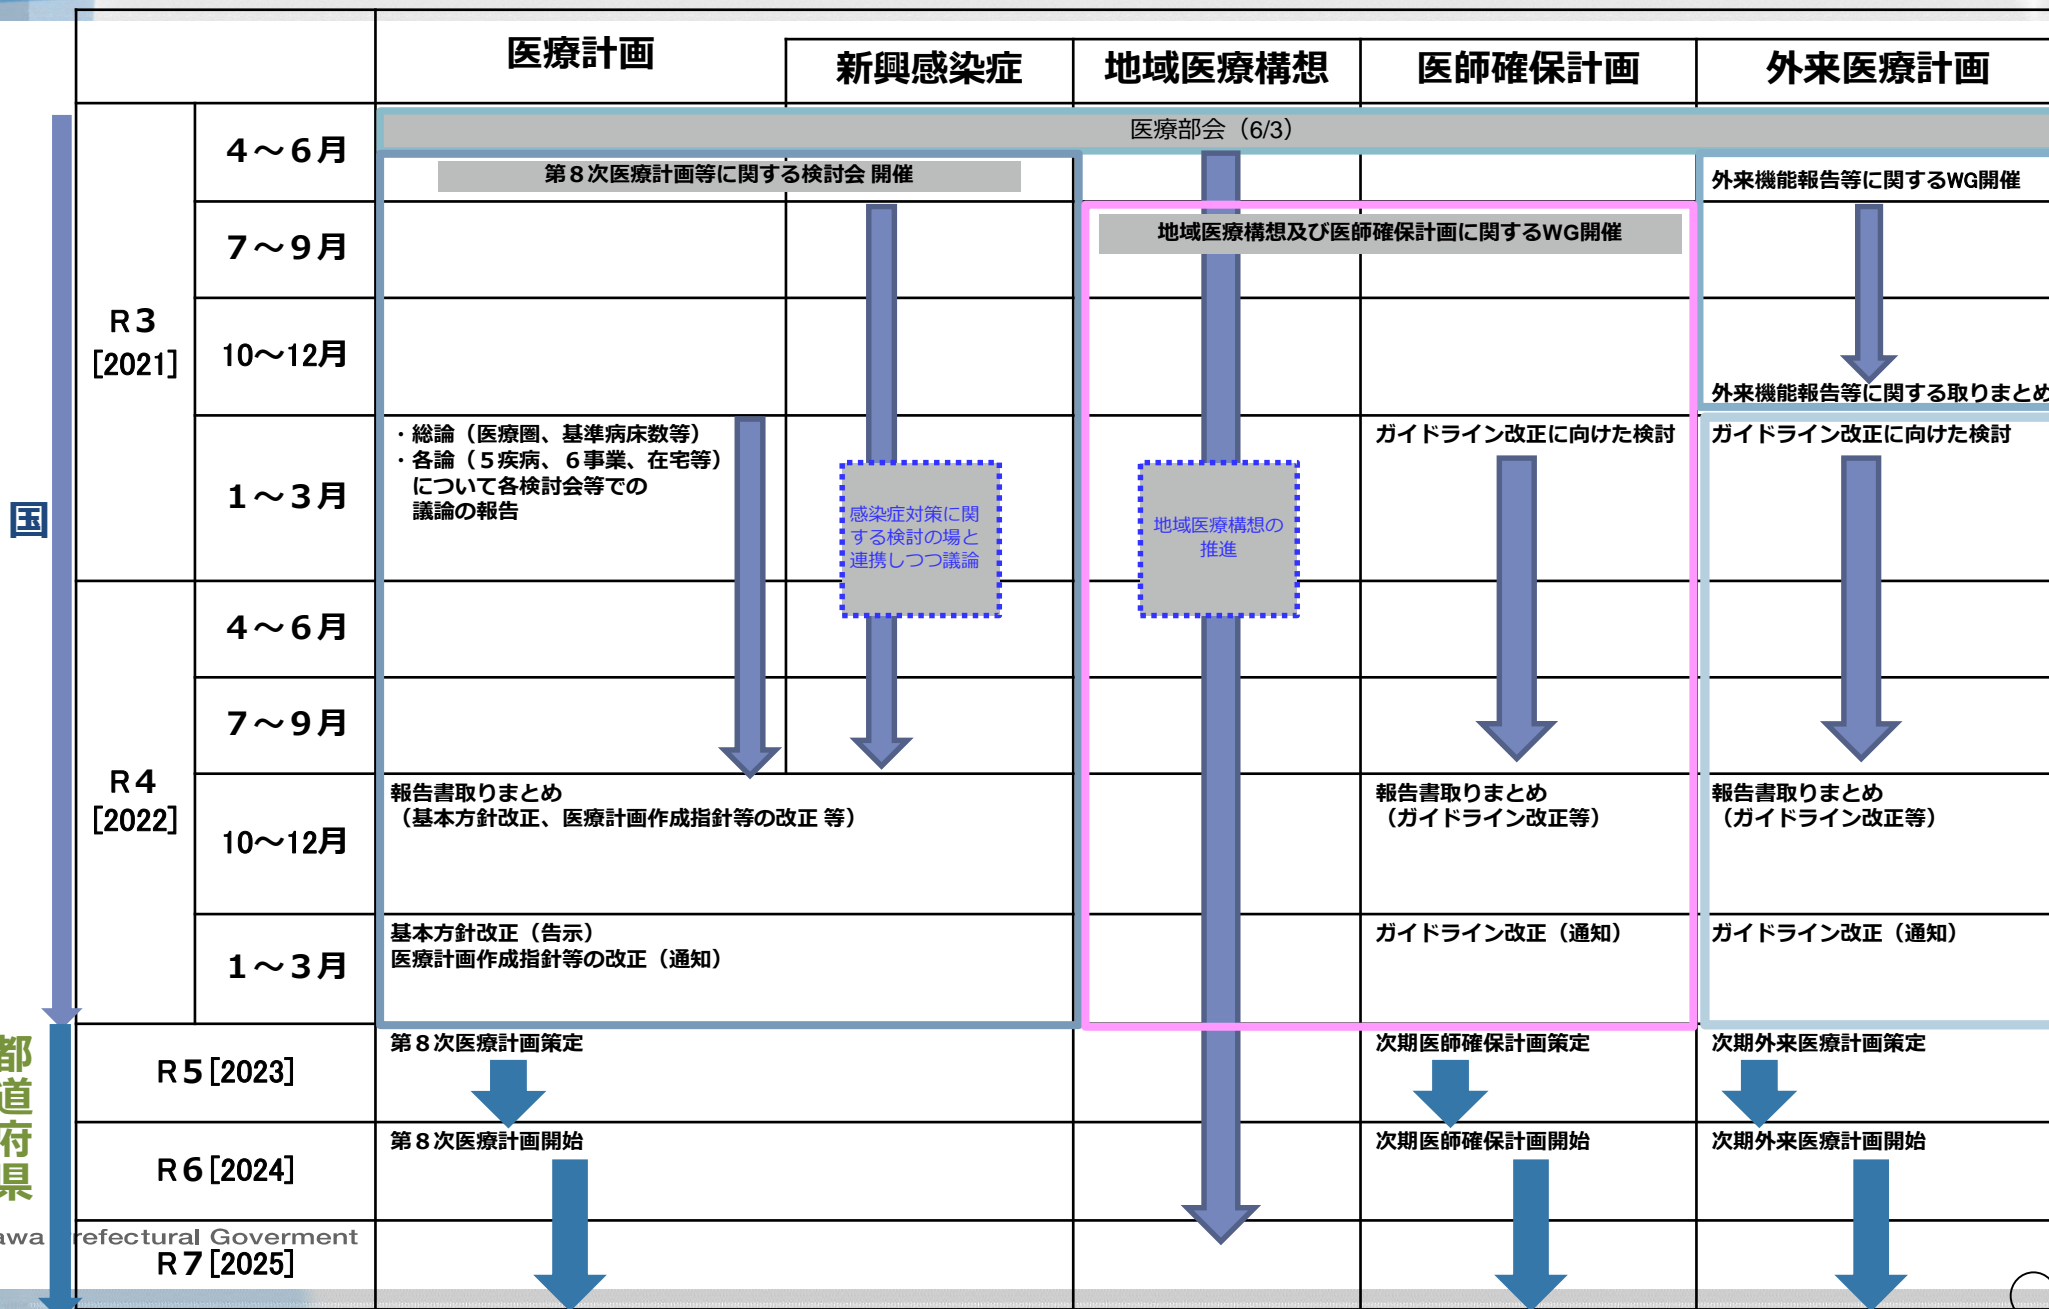 医療計画
新興感染症
地域医療構想
医師確保計画
外来医療計画
国
R3
[2021]
4～6月
医療部会（6/3）
第８次医療計画等に関する検討会 開催
外来機能報告等に関するWG開催
7～9月
地域医療構想及び医師確保計画に関するWG開催
10～12月
外来機能報告等に関する取りまとめ
1～3月
・総論（医療圏、基準病床数等）
・各論（５疾病、６事業、在宅等）
について各検討会等での
議論の報告
感染症対策に関
する検討の場と
連携しつつ議論
地域医療構想の
推進
ガイドライン改正に向けた検討
ガイドライン改正に向けた検討
R4
[2022]
4～6月
7～9月
10～12月
報告書取りまとめ
（基本方針改正、医療計画作成指針等の改正 等）
報告書取りまとめ
（ガイドライン改正等）
報告書取りまとめ
（ガイドライン改正等）
1～3月
基本方針改正（告示）
医療計画作成指針等の改正（通知）
ガイドライン改正（通知）
ガイドライン改正（通知）
都道府県
R5[2023]
第８次医療計画策定
次期医師確保計画策定
次期外来医療計画策定
R6[2024]
第８次医療計画開始
次期医師確保計画開始
次期外来医療計画開始
awa refectural Goverment
R7[2025]